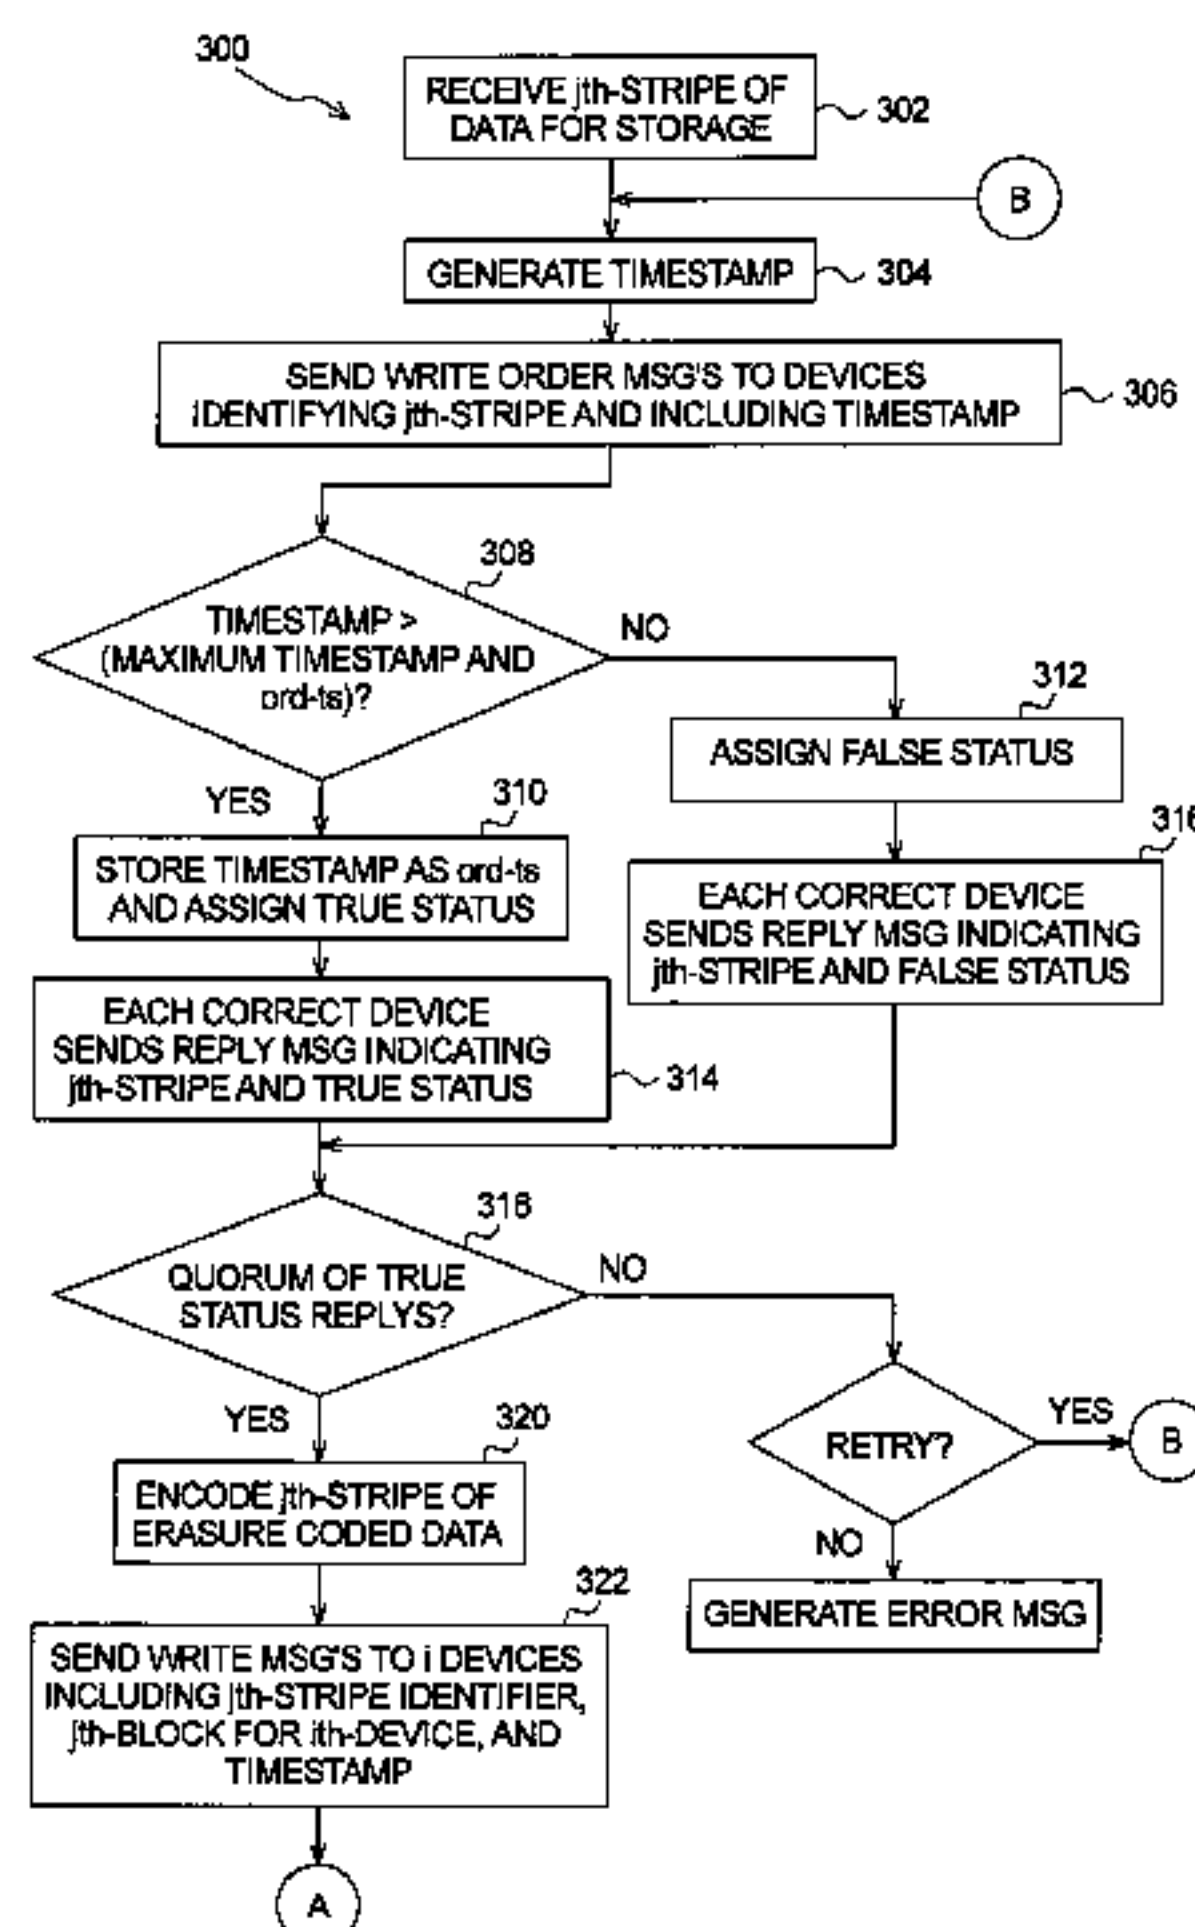 300
RECEIVE jth-STRIPE OF
DATA FOR STORAGE
302
B
GENERATE TIMESTAMP
304
SEND WRITE ORDER MSG'S TO DEVICES
IDENTIFYING jth-STRIPE AND INCLUDING TIMESTAMP
306
308
TIMESTAMP >
(MAXIMUM TIMESTAMP AND
ord-ts)?
NO
312
ASSIGN FALSE STATUS
YES
310
STORE TIMESTAMP AS ord-ts
AND ASSIGN TRUE STATUS
316
EACH CORRECT DEVICE
SENDS REPLY MSG INDICATING
jth-STRIPE AND FALSE STATUS
EACH CORRECT DEVICE
SENDS REPLY MSG INDICATING
jth-STRIPE AND TRUE STATUS
314
316
QUORUM OF TRUE
STATUS REPLYS?
NO
YES
RETRY?
YES
B
320
ENCODE jth-STRIPE OF
ERASURE CODED DATA
NO
GENERATE ERROR MSG
322
SEND WRITE MSG'S TO i DEVICES
INCLUDING jth-STRIPE IDENTIFIER,
jth-BLOCK FOR ith-DEVICE, AND
TIMESTAMP
A